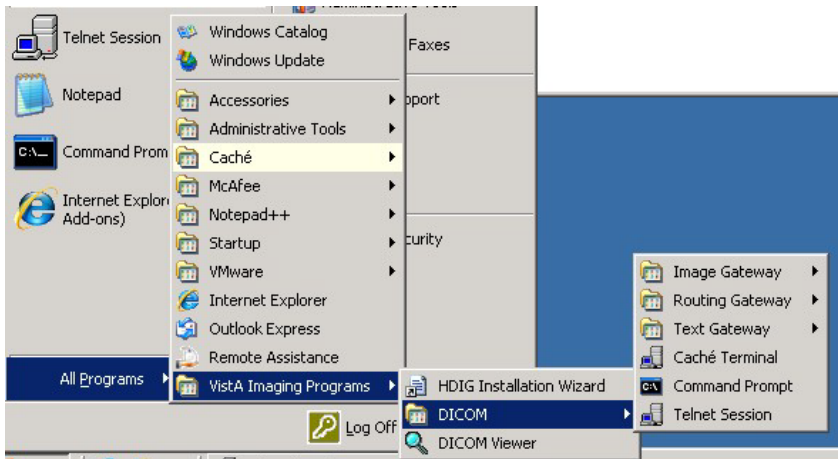 Telnet Session
Notepad
Command Prom
Internet Explor
Add-ons)
All Programs
Log Off
Windows Catalog
Windows Update
Accessories
Administrative Tools
Caché
McAfee
Notepad++
Startup
VMware
Internet Explorer
Outlook Express
Remote Assistance
VistA Imaging Programs
Administrative Tools
Faxes
pport
curity
HDIG Installation Wizard
DICOM
DICOM Viewer
Image Gateway
Routing Gateway
Text Gateway
Caché Terminal
Command Prompt
Telnet Session